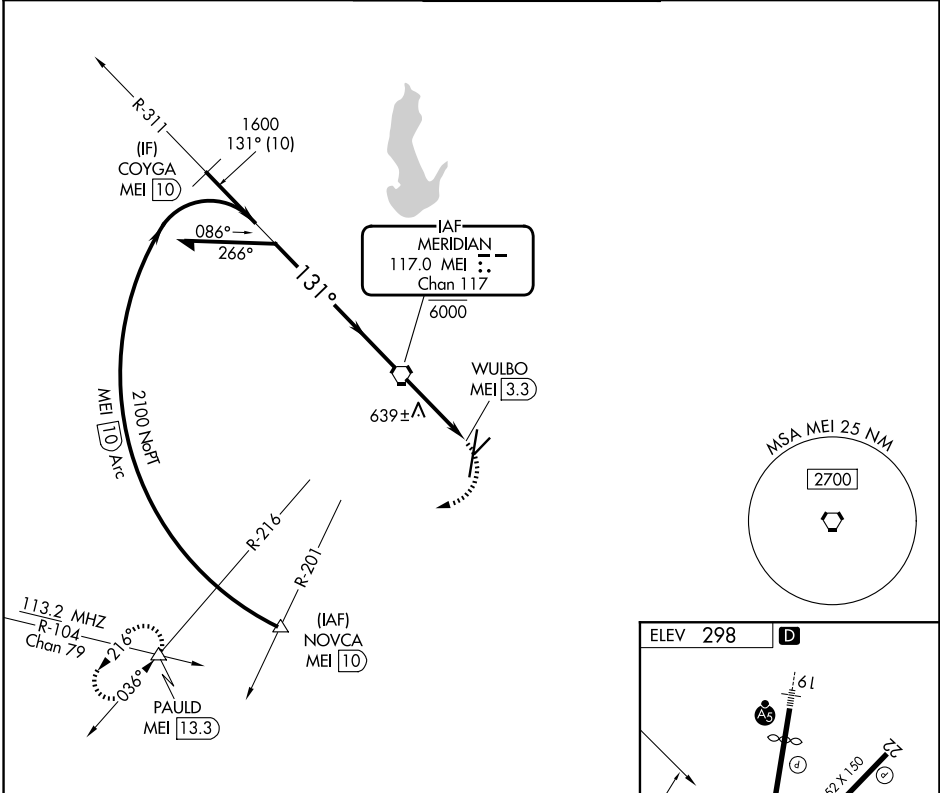 R-311
1600
131° (10)
(IF)
COYGA
MEI 10
086°
266°
131°
IAF
MERIDIAN
117.0 MEI
Chan 117
6000
WULBO
MEI 3.3
639±
2100 NoPT
MEI 10 Arc
MSA MEI 25 NM
2700
R-216
R-201
113.2 MHZ
R-104
Chan 79
216°
036°
(IAF)
NOVCA
MEI 10
PAULD
MEI 13.3
ELEV 298 D
19
A5
22
P
P
52 X 150